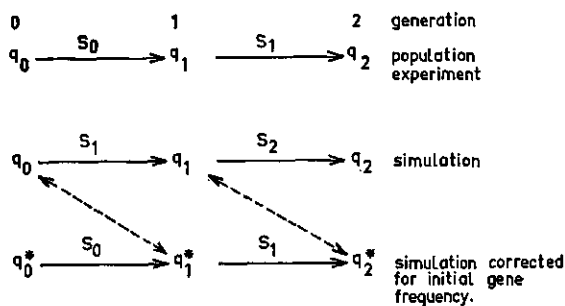 0 1 2 generation
S0 S1
q0 q1 q2 population
experiment
S1 S2
q0 q1 q2 simulation
S0 S1
q0* q1* q2* simulation corrected
for initial gene
frequency.